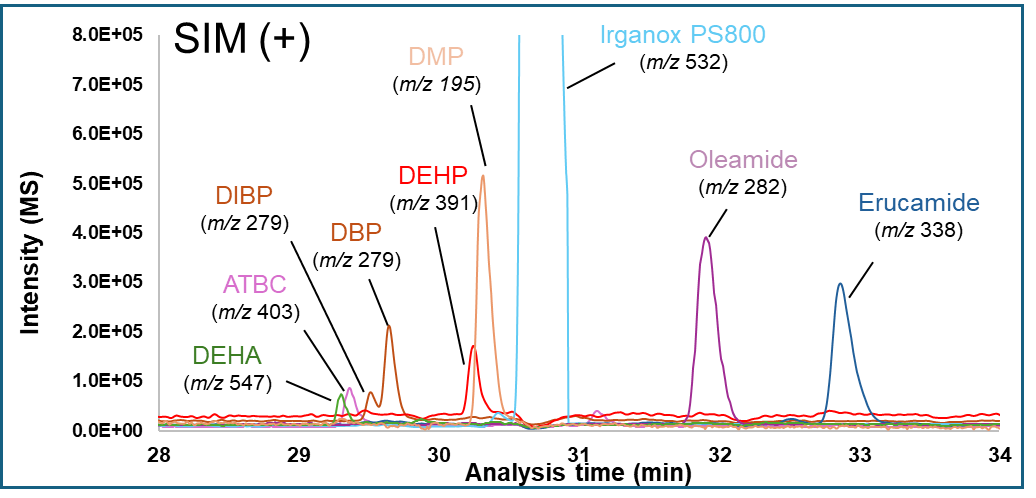 SIM (+)
8.0E+05
7.0E+05
6.0E+05
5.0E+05
4.0E+05
3.0E+05
2.0E+05
1.0E+05
0.0E+00
Intensity (MS)
Irganox PS800
(m/z 532)
DMP
(m/z 195)
Oleamide
(m/z 282)
DEHP
(m/z 391)
Erucamide
(m/z 338)
DIBP
(m/z 279)
DBP
(m/z 279)
ATBC
(m/z 403)
DEHA
(m/z 547)
28 29 30 31 32 33 34
Analysis time (min)